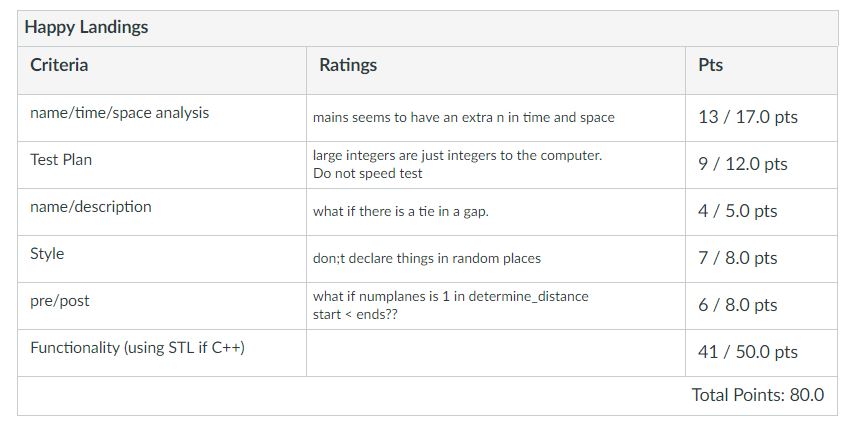 Happy Landings
Criteria Ratings Pts
name/time/space analysis mains seems to have an extra n in time and space 13 / 17.0 pts
Test Plan large integers are just integers to the computer. 9 / 12.0 pts
Do not speed test
name/description what if there is a tie in a gap. 4 / 5.0 pts
Style don;t declare things in random places 7 / 8.0 pts
pre/post what if numplanes is 1 in determine_distance 6 / 8.0 pts
start < ends??
Functionality (using STL if C++) 41 / 50.0 pts
Total Points: 80.0